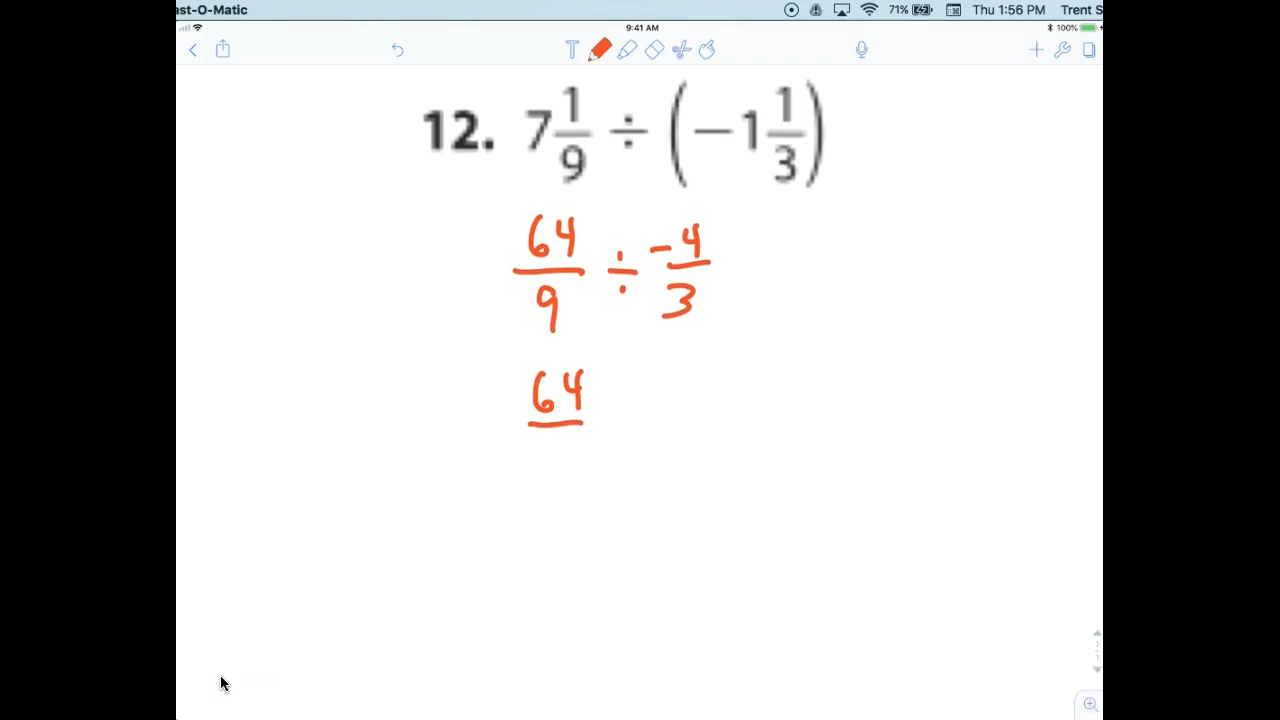 ast-O-Matic 71% Thu 1:56 PM Trent S
9:41 AM 100%
T
12. 7 1/9 ÷ (−1 1/3)
64/9 ÷ -4/3
64